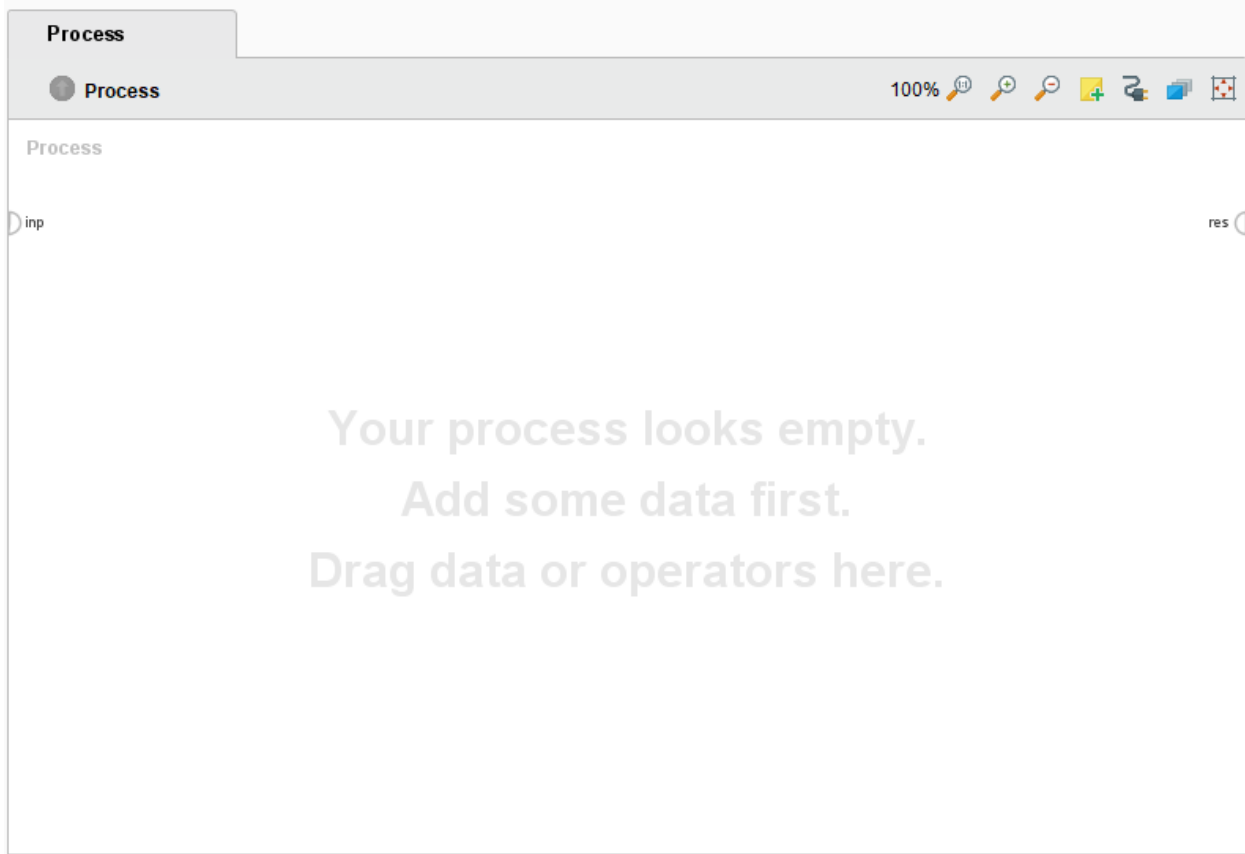 Process
Process
100%
Process
inp
res
Your process looks empty.
Add some data first.
Drag data or operators here.